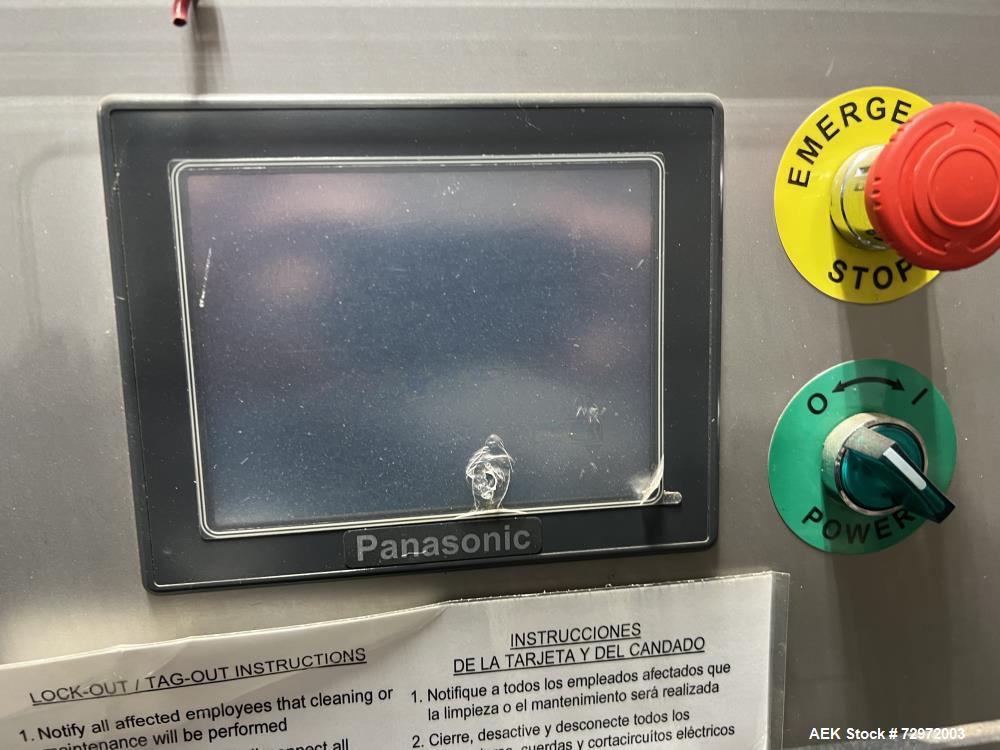 EMERGE
STOP
O I
POWER
Panasonic
LOCK-OUT / TAG-OUT INSTRUCTIONS
1. Notify all affected employees that cleaning or
maintenance will be performed
all
INSTRUCCIONES
DE LA TARJETA Y DEL CANDADO
1. Notifique a todos los empleados afectados que
la limpieza o el mantenimiento será realizada
2. Cierre, desactive y desconecte todos los
cuerdas y cortacircuitos eléctricos
AEK Stock #72972003